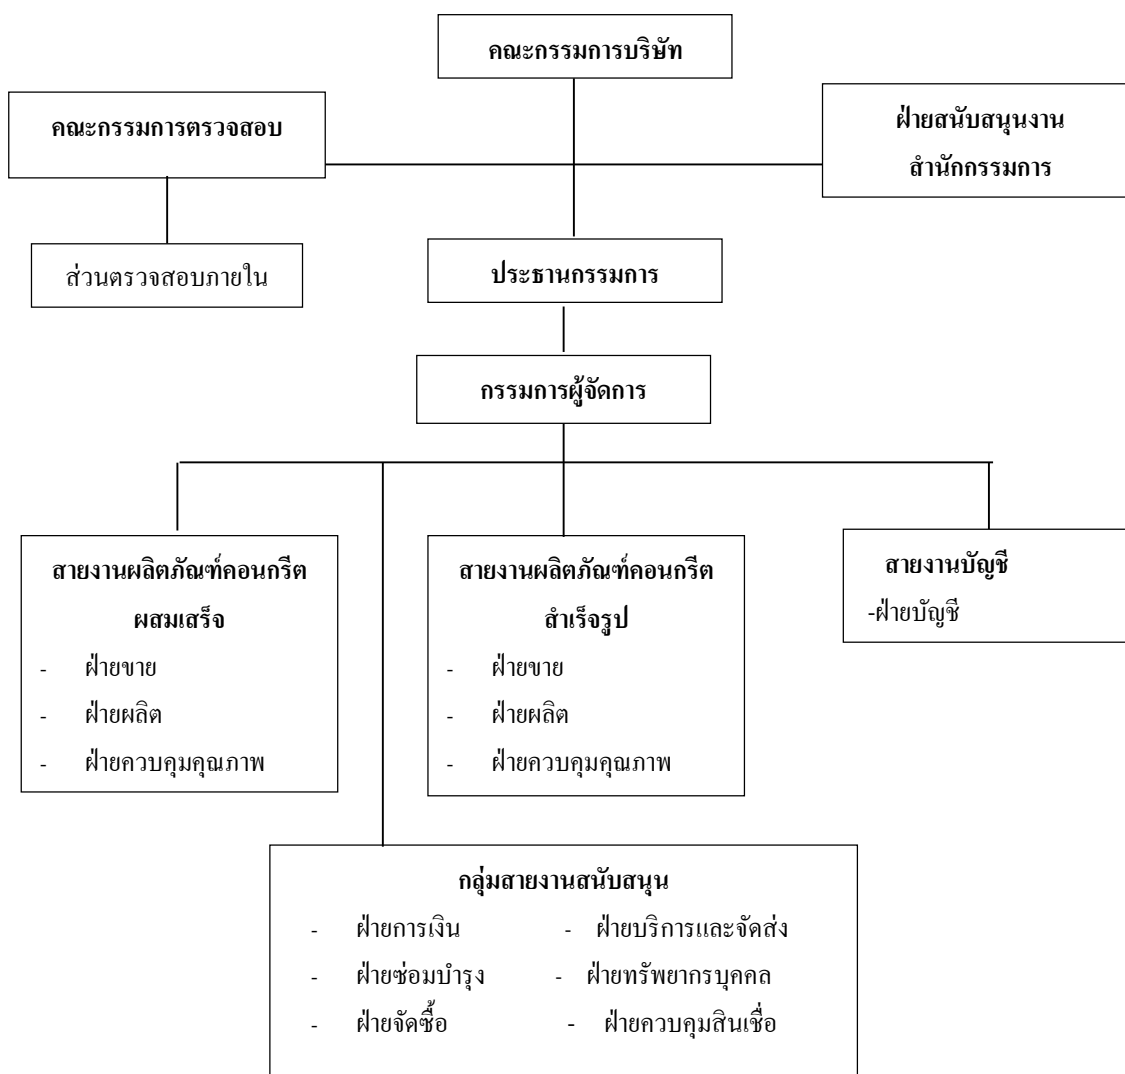 คณะกรรมการบริษัท
คณะกรรมการตรวจสอบ
ฝ่ายสนับสนุนงาน
สำนักกรรมการ
ส่วนตรวจสอบภายใน
ประธานกรรมการ
กรรมการผู้จัดการ
สายงานผลิตภัณฑ์คอนกรีต
ผสมเสร็จ
- ฝ่ายขาย
- ฝ่ายผลิต
- ฝ่ายควบคุมคุณภาพ
สายงานผลิตภัณฑ์คอนกรีต
สำเร็จรูป
- ฝ่ายขาย
- ฝ่ายผลิต
- ฝ่ายควบคุมคุณภาพ
สายงานบัญชี
-ฝ่ายบัญชี
กลุ่มสายงานสนับสนุน
- ฝ่ายการเงิน - ฝ่ายบริการและจัดส่ง
- ฝ่ายซ่อมบำรุง - ฝ่ายทรัพยากรบุคคล
- ฝ่ายจัดซื้อ - ฝ่ายควบคุมสินเชื่อ